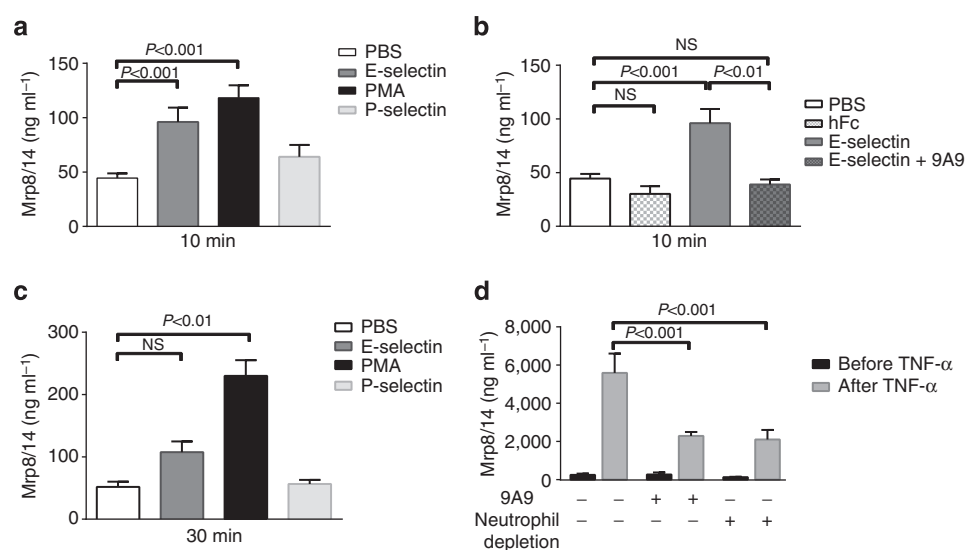 a
P<0.001
P<0.001
150
100
50
0
Mrp8/14 (ng ml⁻¹)
10 min
PBS
E-selectin
PMA
P-selectin
b
NS
P<0.001
P<0.01
NS
150
100
50
0
Mrp8/14 (ng ml⁻¹)
10 min
PBS
hFc
E-selectin
E-selectin + 9A9
c
P<0.01
NS
300
200
100
0
Mrp8/14 (ng ml⁻¹)
30 min
PBS
E-selectin
PMA
P-selectin
d
P<0.001
P<0.001
8,000
6,000
4,000
2,000
0
Mrp8/14 (ng ml⁻¹)
Before TNF-α
After TNF-α
9A9 – – + + – –
Neutrophil – – – – + +
depletion